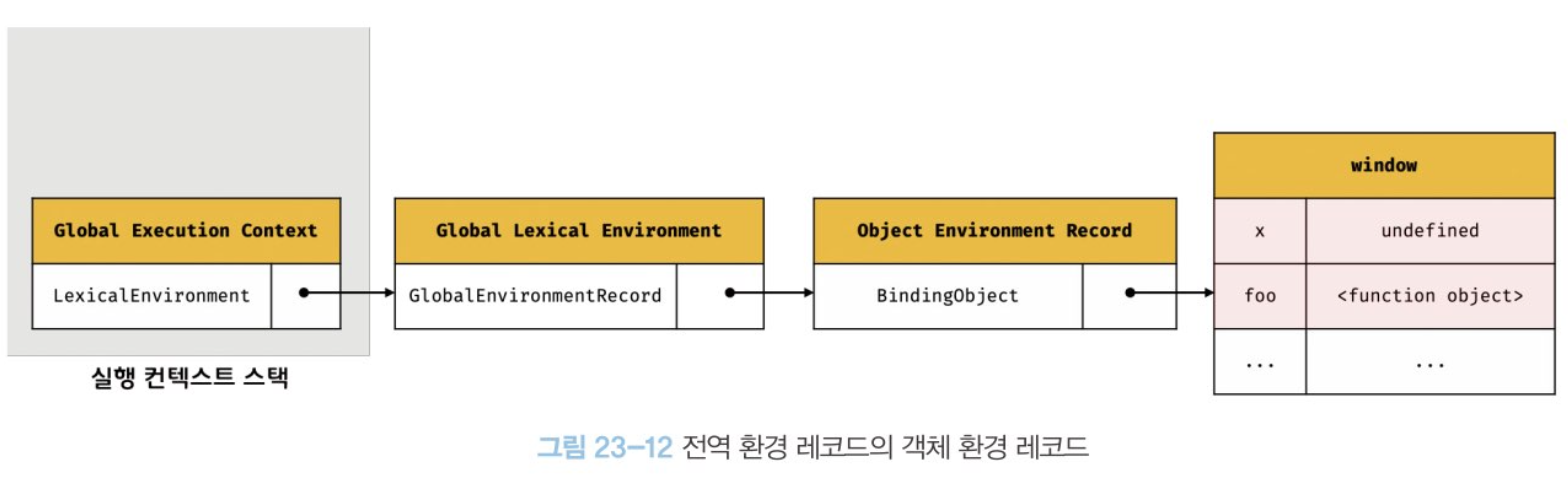 window
Global Execution Context
Global Lexical Environment
Object Environment Record
x
undefined
LexicalEnvironment
GlobalEnvironmentRecord
BindingObject
foo
<function object>
...
...
실행 컨텍스트 스택
그림 23-12 전역 환경 레코드의 객체 환경 레코드